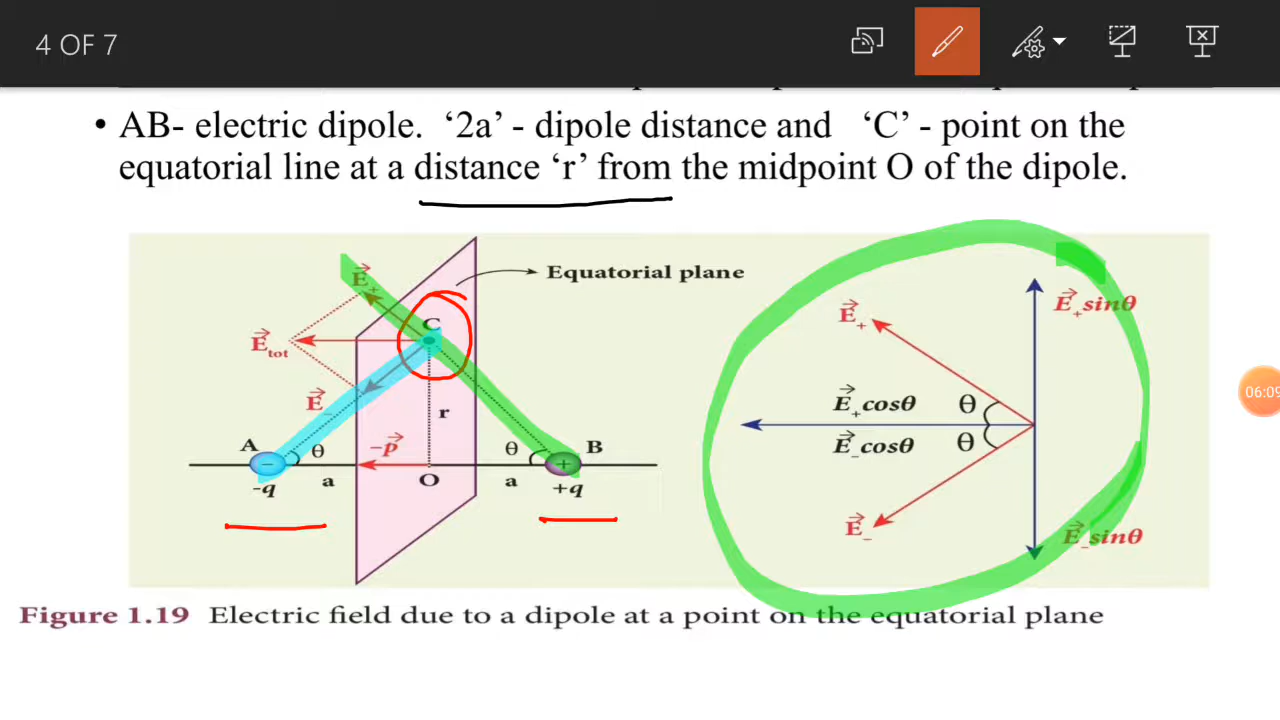 4 OF 7
• AB- electric dipole. ‘2a’ - dipole distance and ‘C’ - point on the
equatorial line at a distance ‘r’ from the midpoint O of the dipole.
Equatorial plane
E₊
C
E tot
E₋
r
A
θ
-p
θ
B
−
+
-q
a
O
a
+q
E₊
E₊sinθ
E₊cosθ
θ
E₋cosθ
θ
E₋
E₋sinθ
06:09
Figure 1.19 Electric field due to a dipole at a point on the equatorial plane